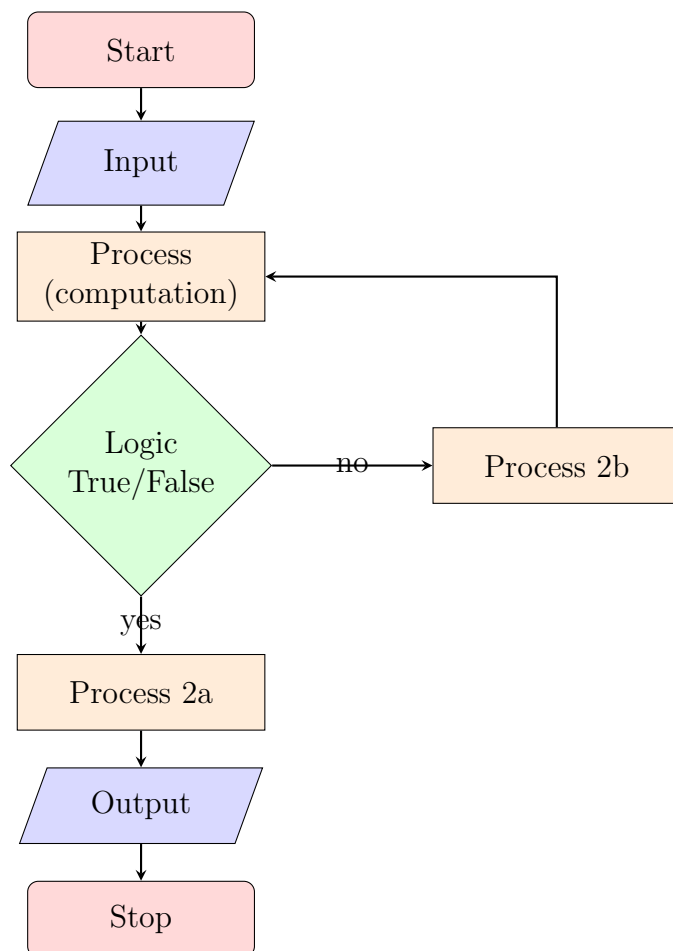 Start
Input
Process
(computation)
Logic
True/False
no
Process 2b
yes
Process 2a
Output
Stop